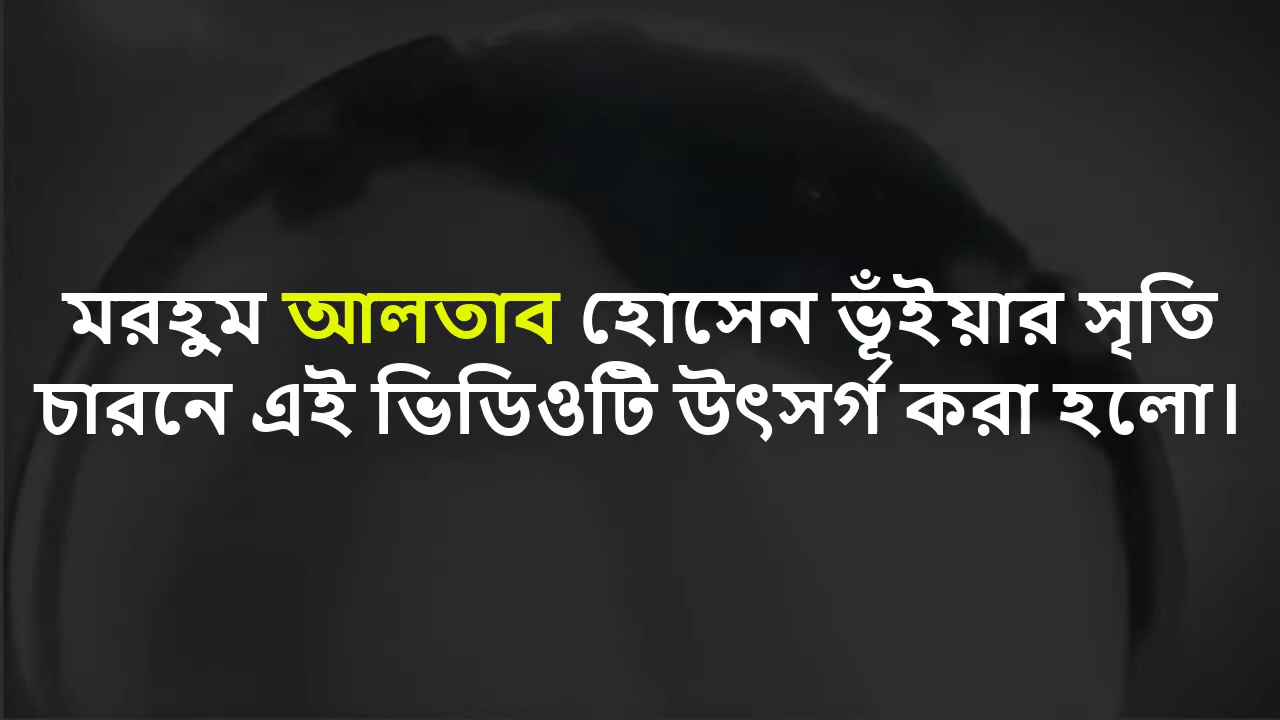 মরহুম আলতাব হোসেন ভূঁইয়ার সৃতি
চারনে এই ভিডিওটি উৎসর্গ করা হলো।